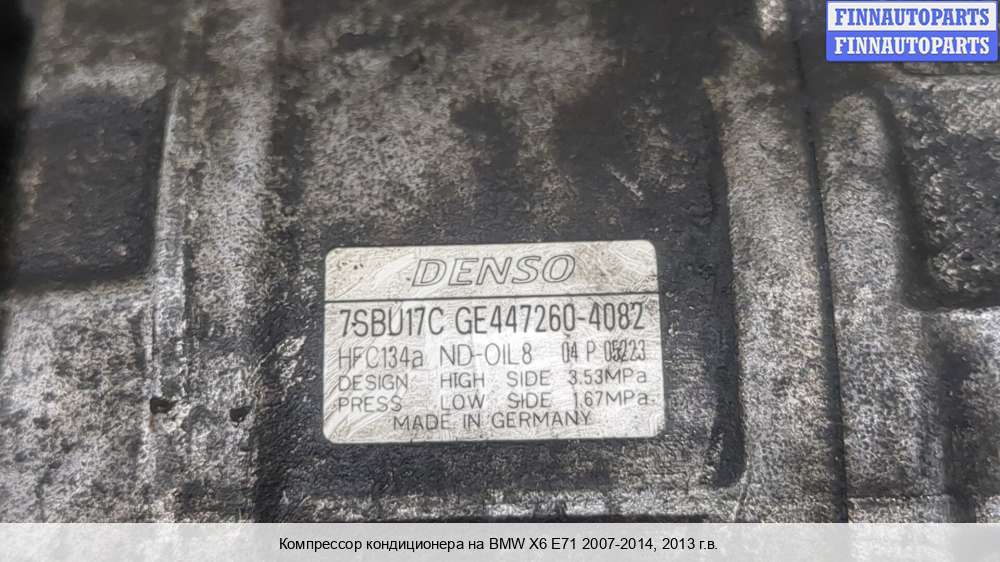 FINNAUTOPARTS
FINNAUTOPARTS
DENSO
7SBU17C GE447260-4082
HFC134a ND-OIL8 04 P 05223
DESIGN HIGH SIDE 3.53MPa
PRESS LOW SIDE 1.67MPa
MADE IN GERMANY
Компрессор кондиционера на BMW X6 E71 2007-2014, 2013 г.в.